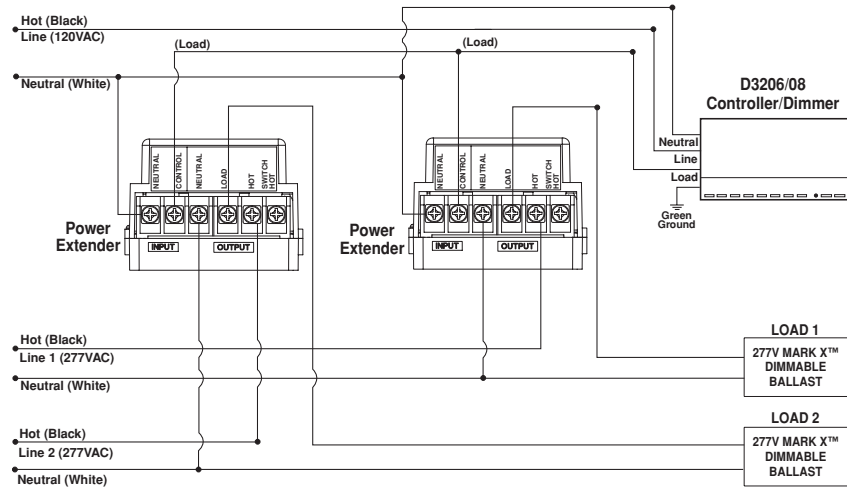 Hot (Black)
Line (120VAC)
(Load)
(Load)
Neutral (White)
D3206/08
Controller/Dimmer
Neutral
Line
Load
Green
Ground
NEUTRAL
CONTROL
NEUTRAL
LOAD
HOT
SWITCH
HOT
Power
Extender
INPUT
OUTPUT
NEUTRAL
CONTROL
NEUTRAL
LOAD
HOT
SWITCH
HOT
Power
Extender
INPUT
OUTPUT
Hot (Black)
Line 1 (277VAC)
Neutral (White)
LOAD 1
277V MARK X™
DIMMABLE
BALLAST
Hot (Black)
Line 2 (277VAC)
Neutral (White)
LOAD 2
277V MARK X™
DIMMABLE
BALLAST